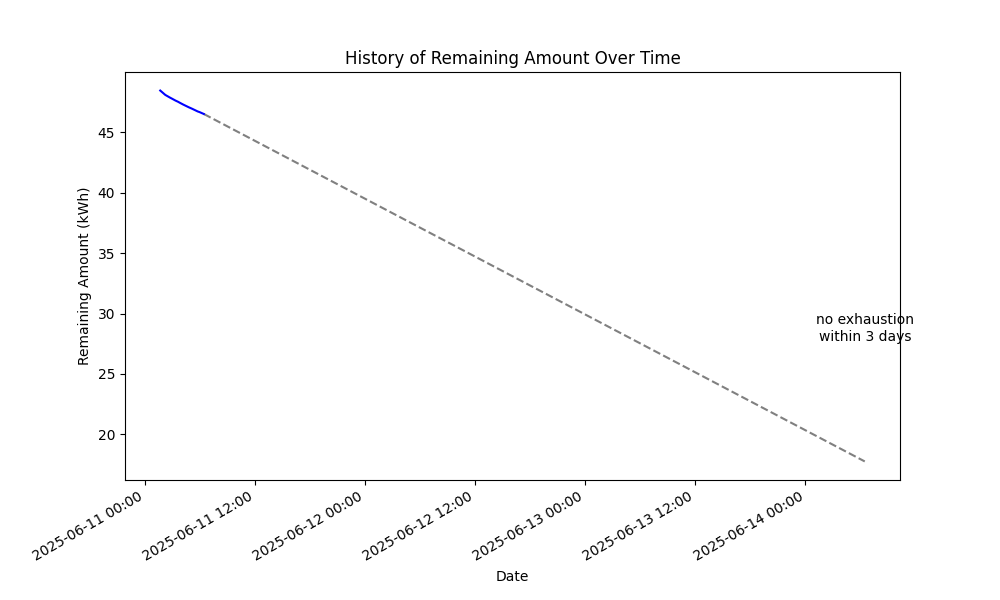 History of Remaining Amount Over Time
Remaining Amount (kWh)
45
40
35
30
25
20
no exhaustion
within 3 days
2025-06-11 00:00
2025-06-11 12:00
2025-06-12 00:00
2025-06-12 12:00
2025-06-13 00:00
2025-06-13 12:00
2025-06-14 00:00
Date